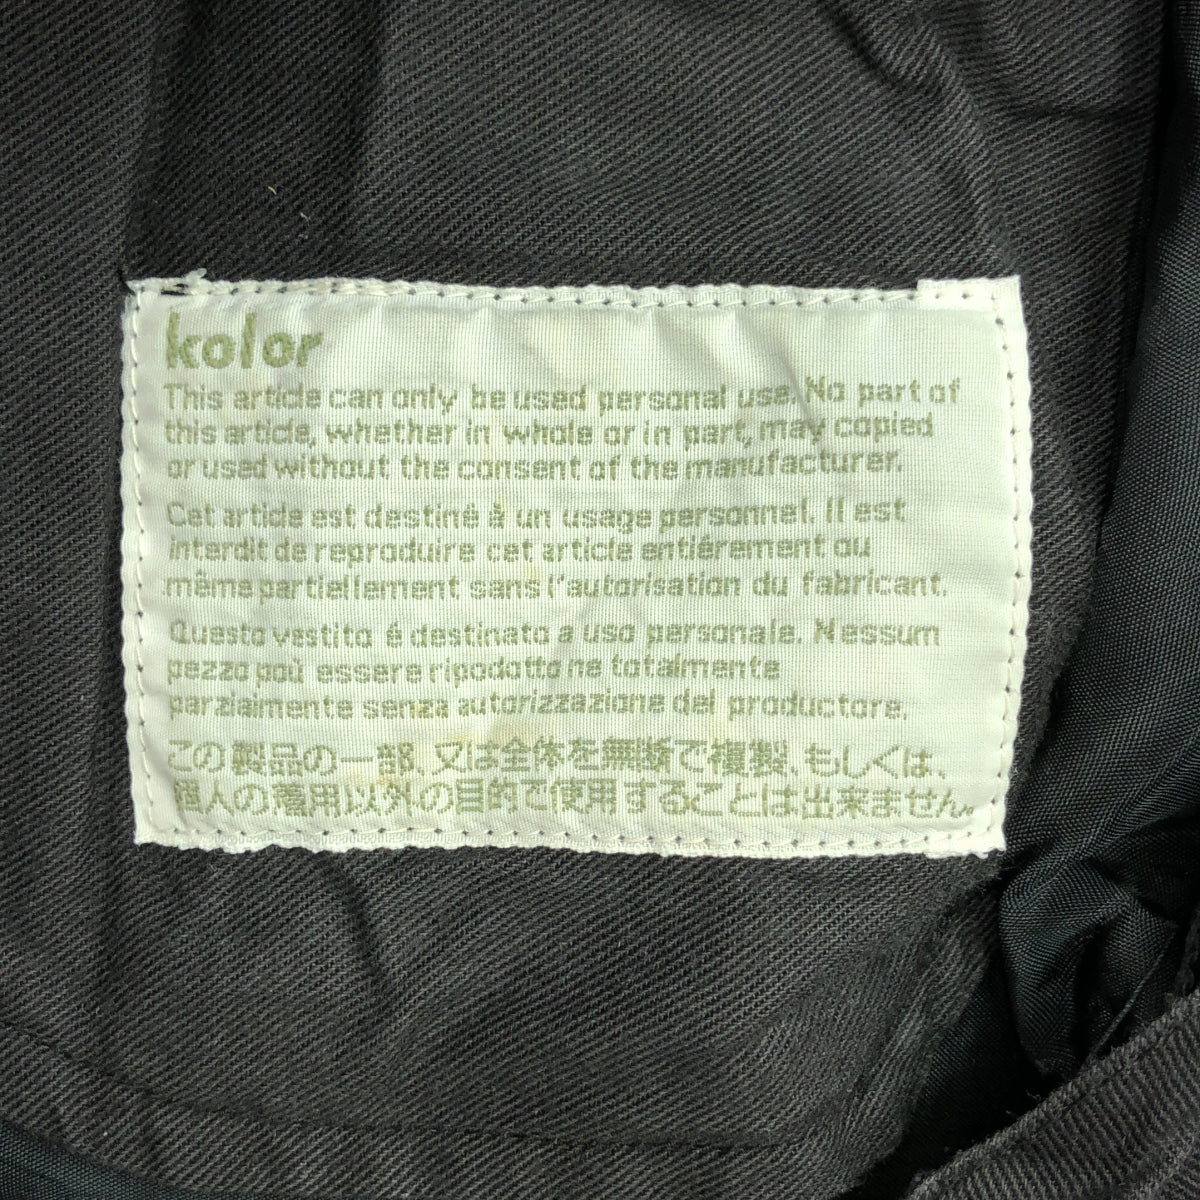 kolor
This article can only be used personal use. No part of
this article, whether in whole or in part, may copied
or used without the consent of the manufacturer.
Cet article est destiné à un usage personnel. Il est
interdit de reproduire cet article entiérement ou
même partiellement sans l'autorisation du fabricant.
Questo vestito é destinato a uso personale. Nessum
pezzo poù essere ripodotto ne totalmente
parzialmente senza autorizzazione del productore.
この製品の一部、又は全体を無断で複製、もしくは、
個人の着用以外の目的で使用することは出来ません。